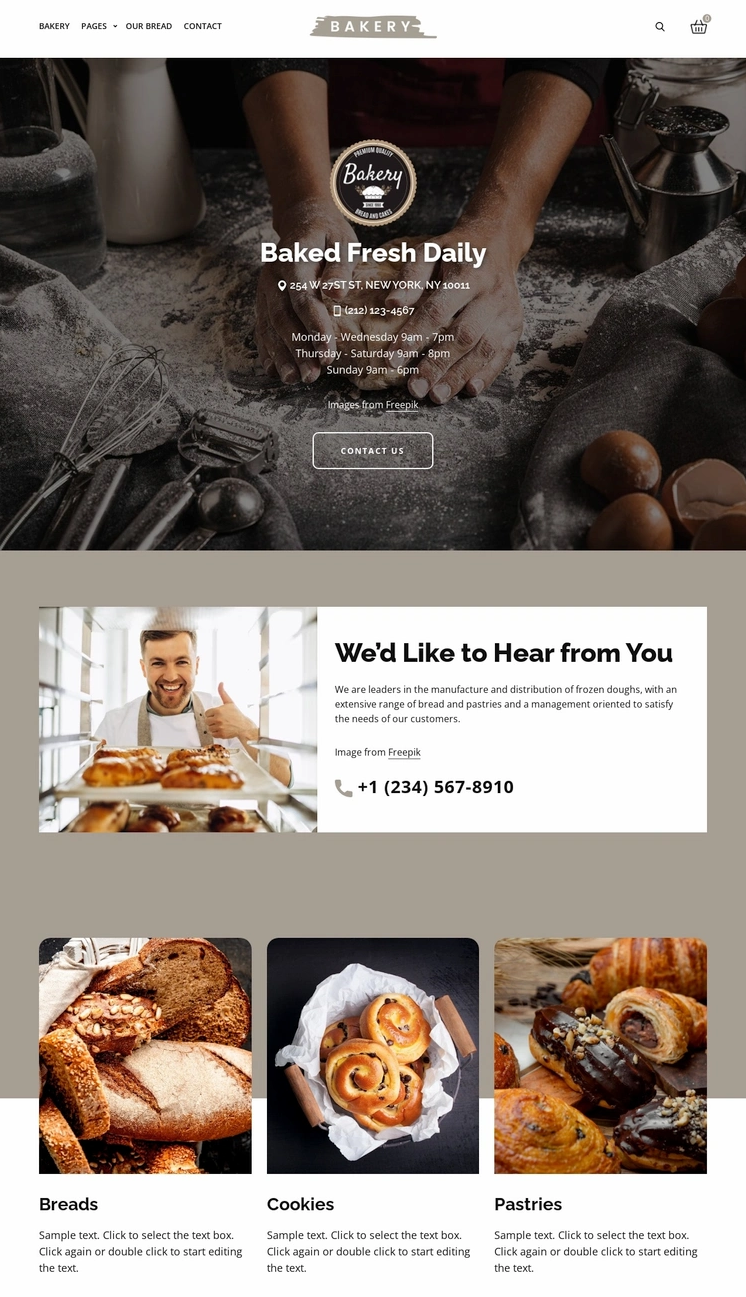 BAKERY PAGES OUR BREAD CONTACT
BAKERY
0
PREMIUM QUALITY
Bakery
SINCE 1990
BREAD AND CAKES
Baked Fresh Daily
254 W 27ST ST, NEW YORK, NY 10011
(212) 123-4567
Monday - Wednesday 9am - 7pm
Thursday - Saturday 9am - 8pm
Sunday 9am - 6pm
Images from Freepik
CONTACT US
We’d Like to Hear from You
We are leaders in the manufacture and distribution of frozen doughs, with an
extensive range of bread and pastries and a management oriented to satisfy
the needs of our customers.
Image from Freepik
+1 (234) 567-8910
Breads
Sample text. Click to select the text box.
Click again or double click to start editing
the text.
Cookies
Sample text. Click to select the text box.
Click again or double click to start editing
the text.
Pastries
Sample text. Click to select the text box.
Click again or double click to start editing
the text.